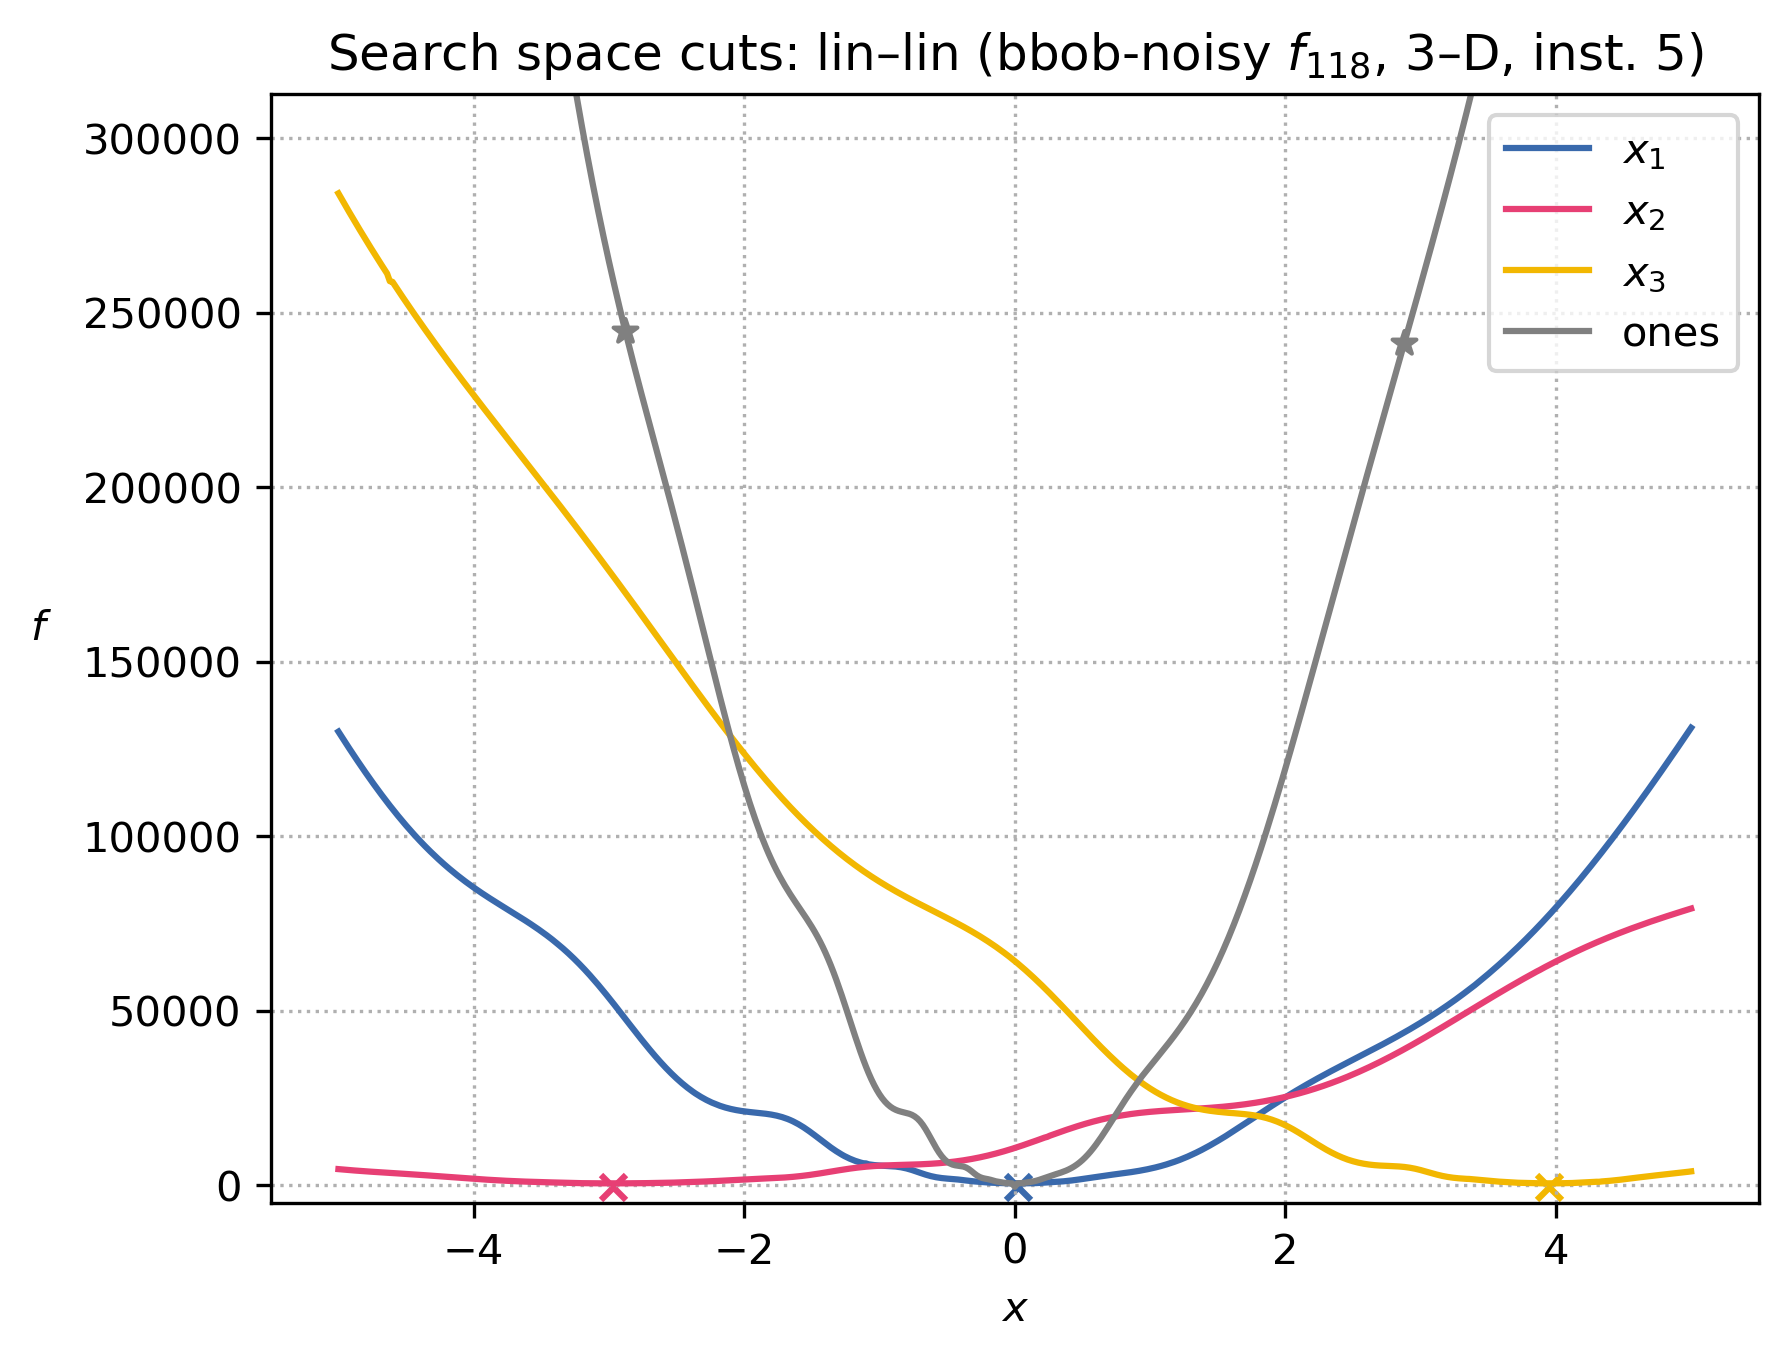 Search space cuts: lin–lin (bbob-noisy f₁₁₈, 3–D, inst. 5)
300000
250000
200000
150000
100000
50000
0
f
x₁
x₂
x₃
ones
−4 −2 0 2 4
x